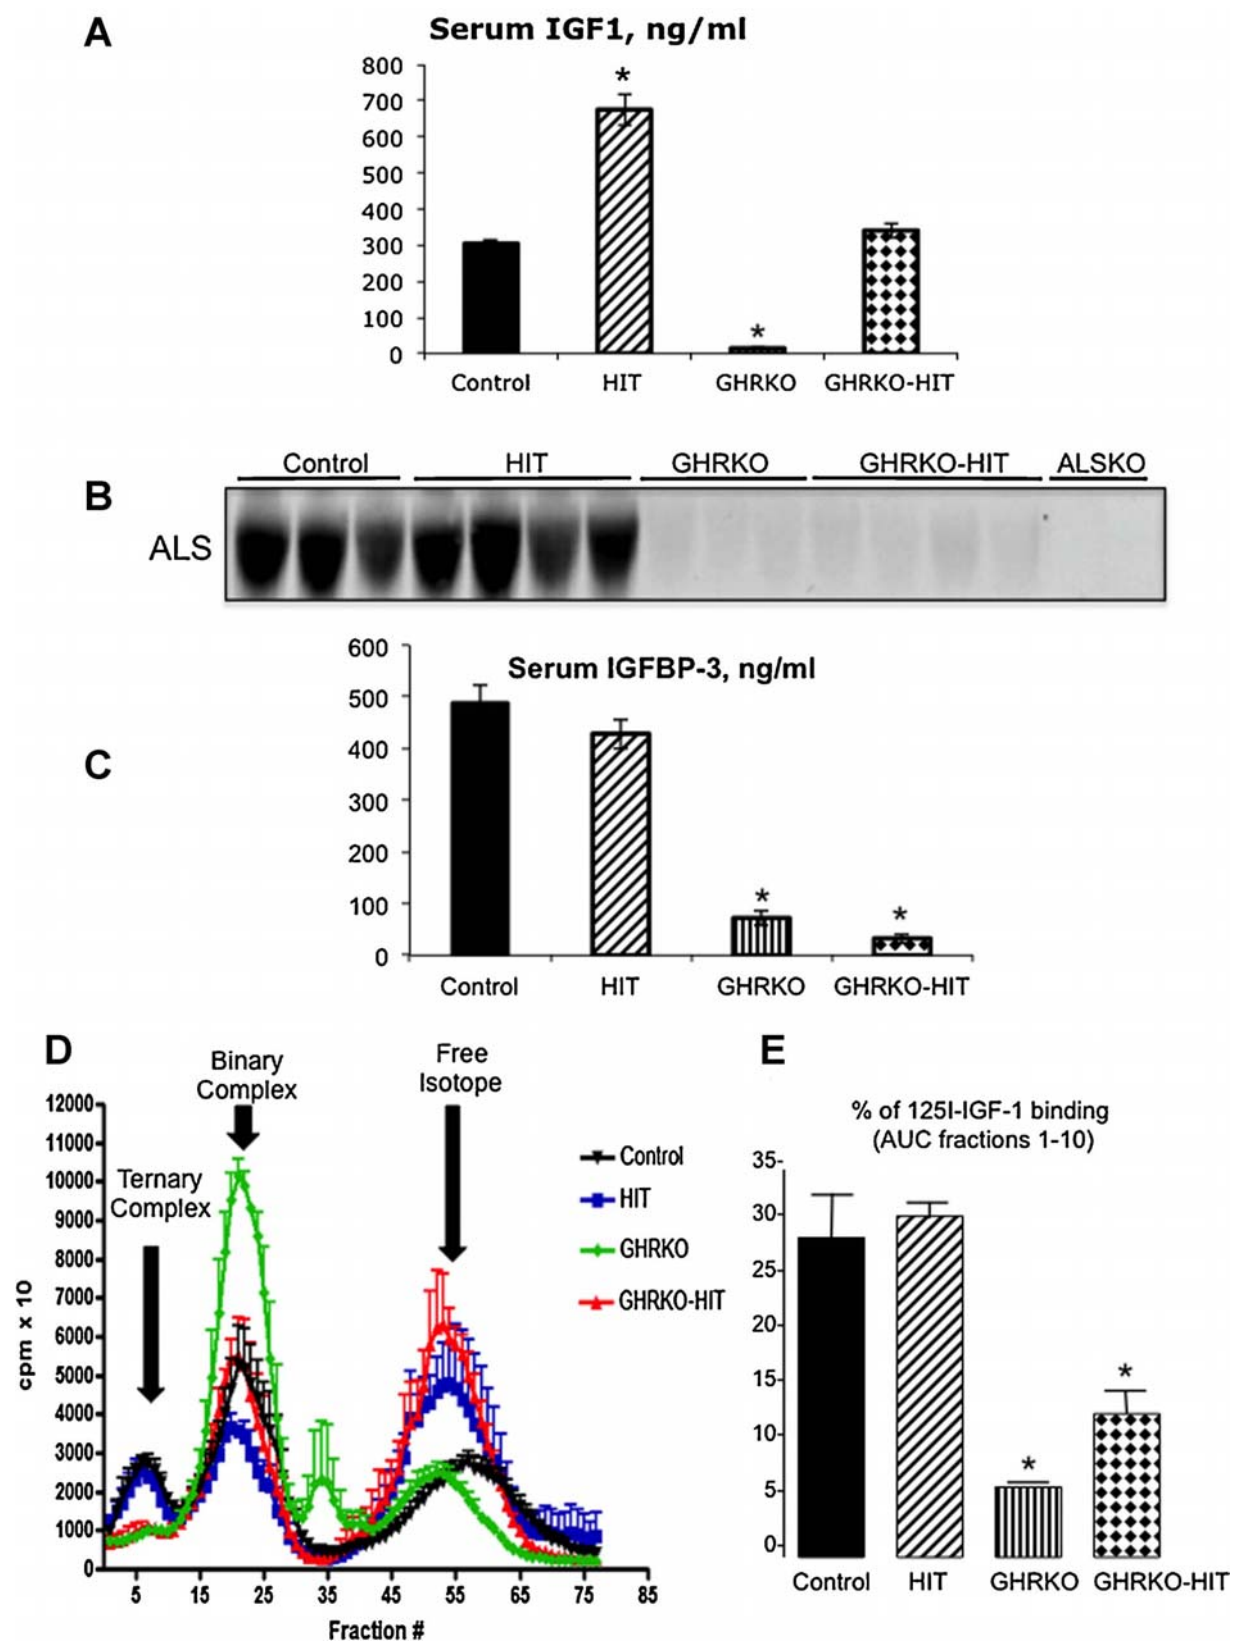 A
Serum IGF1, ng/ml
800
*
700
600
500
400
300
200
*
100
0
Control HIT GHRKO GHRKO-HIT
Control HIT GHRKO GHRKO-HIT ALSKO
B
ALS
600
Serum IGFBP-3, ng/ml
500
400
C
300
200
*
*
100
0
Control HIT GHRKO GHRKO-HIT
D
Binary
Complex
Free
Isotope
Ternary
Complex
12000
11000
10000
9000
8000
7000
6000
5000
4000
3000
2000
1000
0
cpm x 10
Control
HIT
GHRKO
GHRKO-HIT
5 15 25 35 45 55 65 75 85
Fraction #
E
% of 125I-IGF-1 binding
(AUC fractions 1-10)
35-
30-
25-
20-
15-
*
10-
*
5-
0-
Control HIT GHRKO GHRKO-HIT